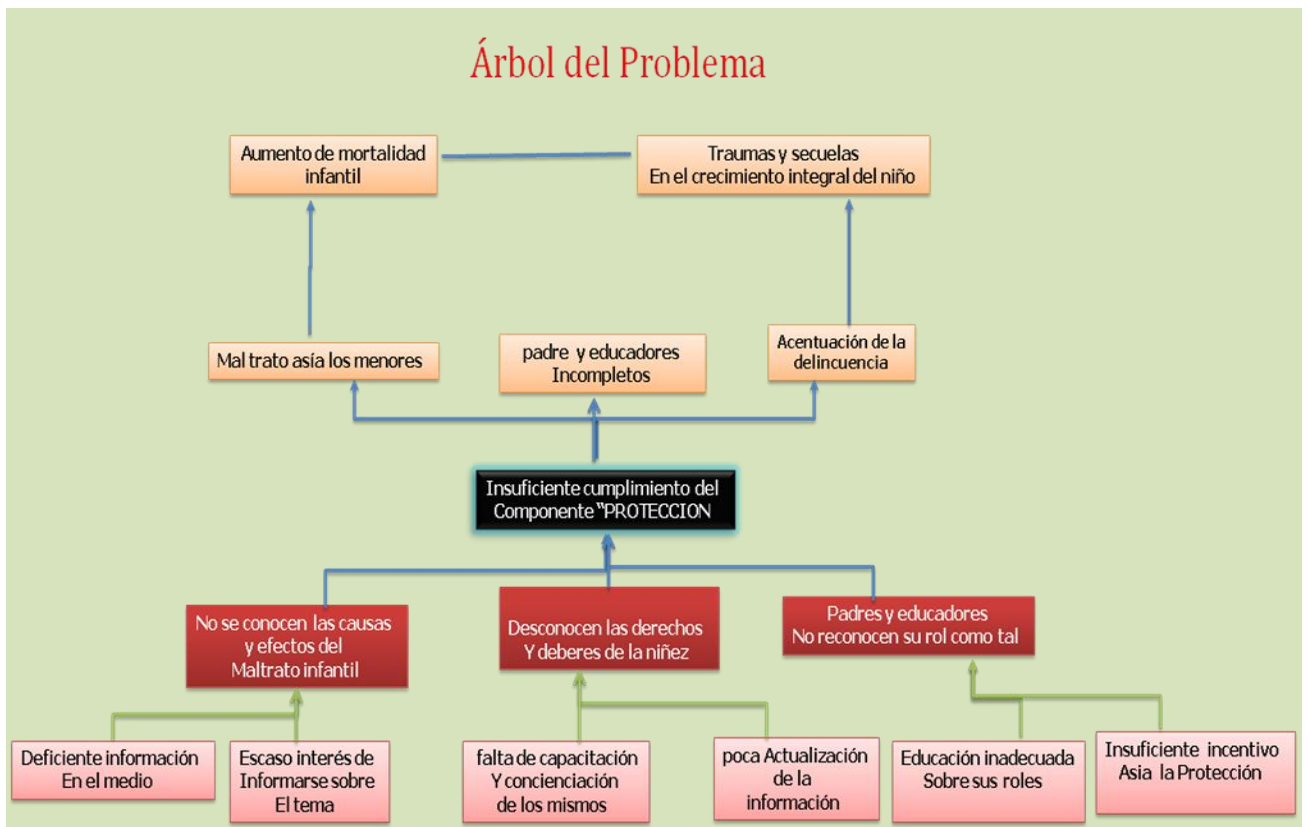 Árbol del Problema
Aumento de mortalidad
infantil
Traumas y secuelas
En el crecimiento integral del niño
Mal trato asía los menores
padre y educadores
Incompletos
Acentuación de la
delincuencia
Insuficiente cumplimiento del
Componente “PROTECCION
No se conocen las causas
y efectos del
Maltrato infantil
Desconocen las derechos
Y deberes de la niñez
Padres y educadores
No reconocen su rol como tal
Deficiente información
En el medio
Escaso interés de
Informarse sobre
El tema
falta de capacitación
Y concienciación
de los mismos
poca Actualización
de la
información
Educación inadecuada
Sobre sus roles
Insuficiente incentivo
Asia la Protección